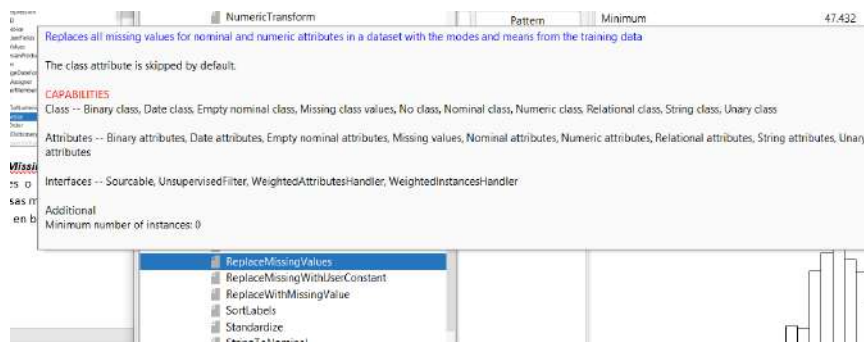 NumericTransform
Pattern
Minimum
47.432
Replaces all missing values for nominal and numeric attributes in a dataset with the modes and means from the training data
The class attribute is skipped by default.
CAPABILITIES
Class -- Binary class, Date class, Empty nominal class, Missing class values, No class, Nominal class, Numeric class, Relational class, String class, Unary class
Attributes -- Binary attributes, Date attributes, Empty nominal attributes, Missing values, Nominal attributes, Numeric attributes, Relational attributes, String attributes, Unary
attributes
Interfaces -- Sourcable, UnsupervisedFilter, WeightedAttributesHandler, WeightedInstancesHandler
Additional
Minimum number of instances: 0
en b
ReplaceMissingValues
ReplaceMissingWithUserConstant
ReplaceWithMissingValue
SortLabels
Standardize
StringToNominal